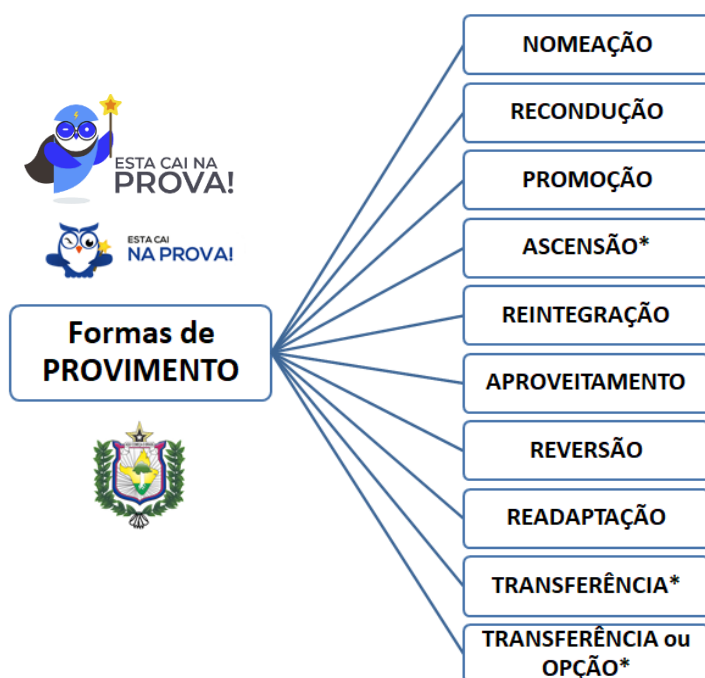 NOMEAÇÃO
RECONDUÇÃO
ESTA CAI NA
PROVA!
PROMOÇÃO
ESTA CAI
NA PROVA!
ASCENSÃO*
Formas de
PROVIMENTO
REINTEGRAÇÃO
APROVEITAMENTO
REVERSÃO
READAPTAÇÃO
TRANSFERÊNCIA*
TRANSFERÊNCIA ou
OPÇÃO*